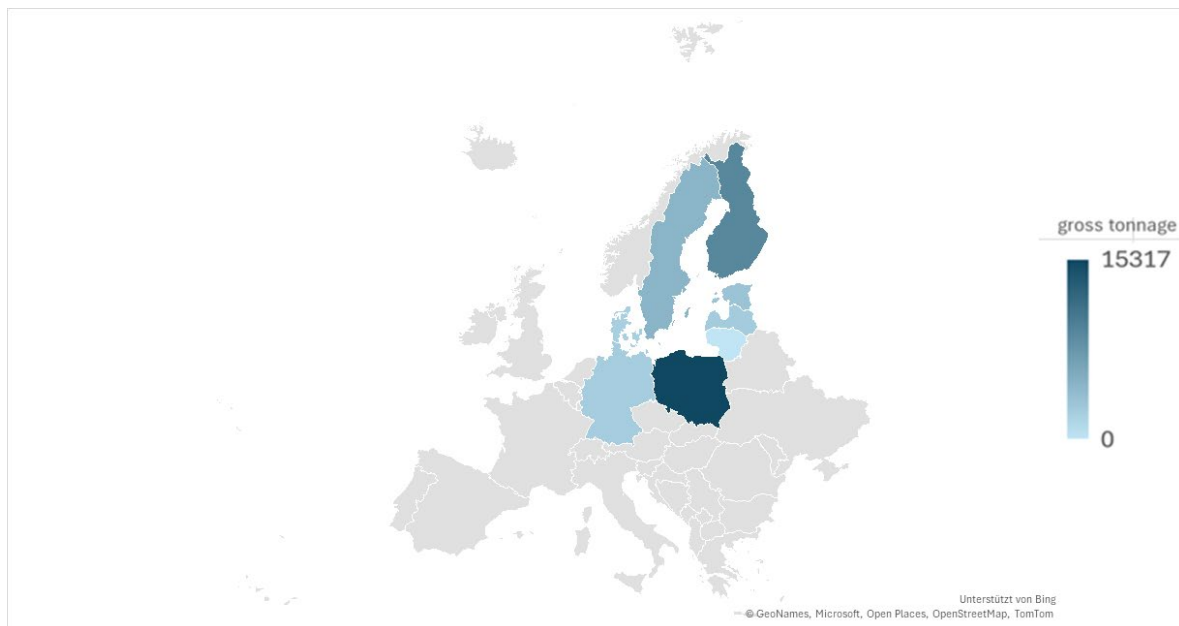 gross tonnage
15317
0
Unterstützt von Bing
© GeoNames, Microsoft, Open Places, OpenStreetMap, TomTom